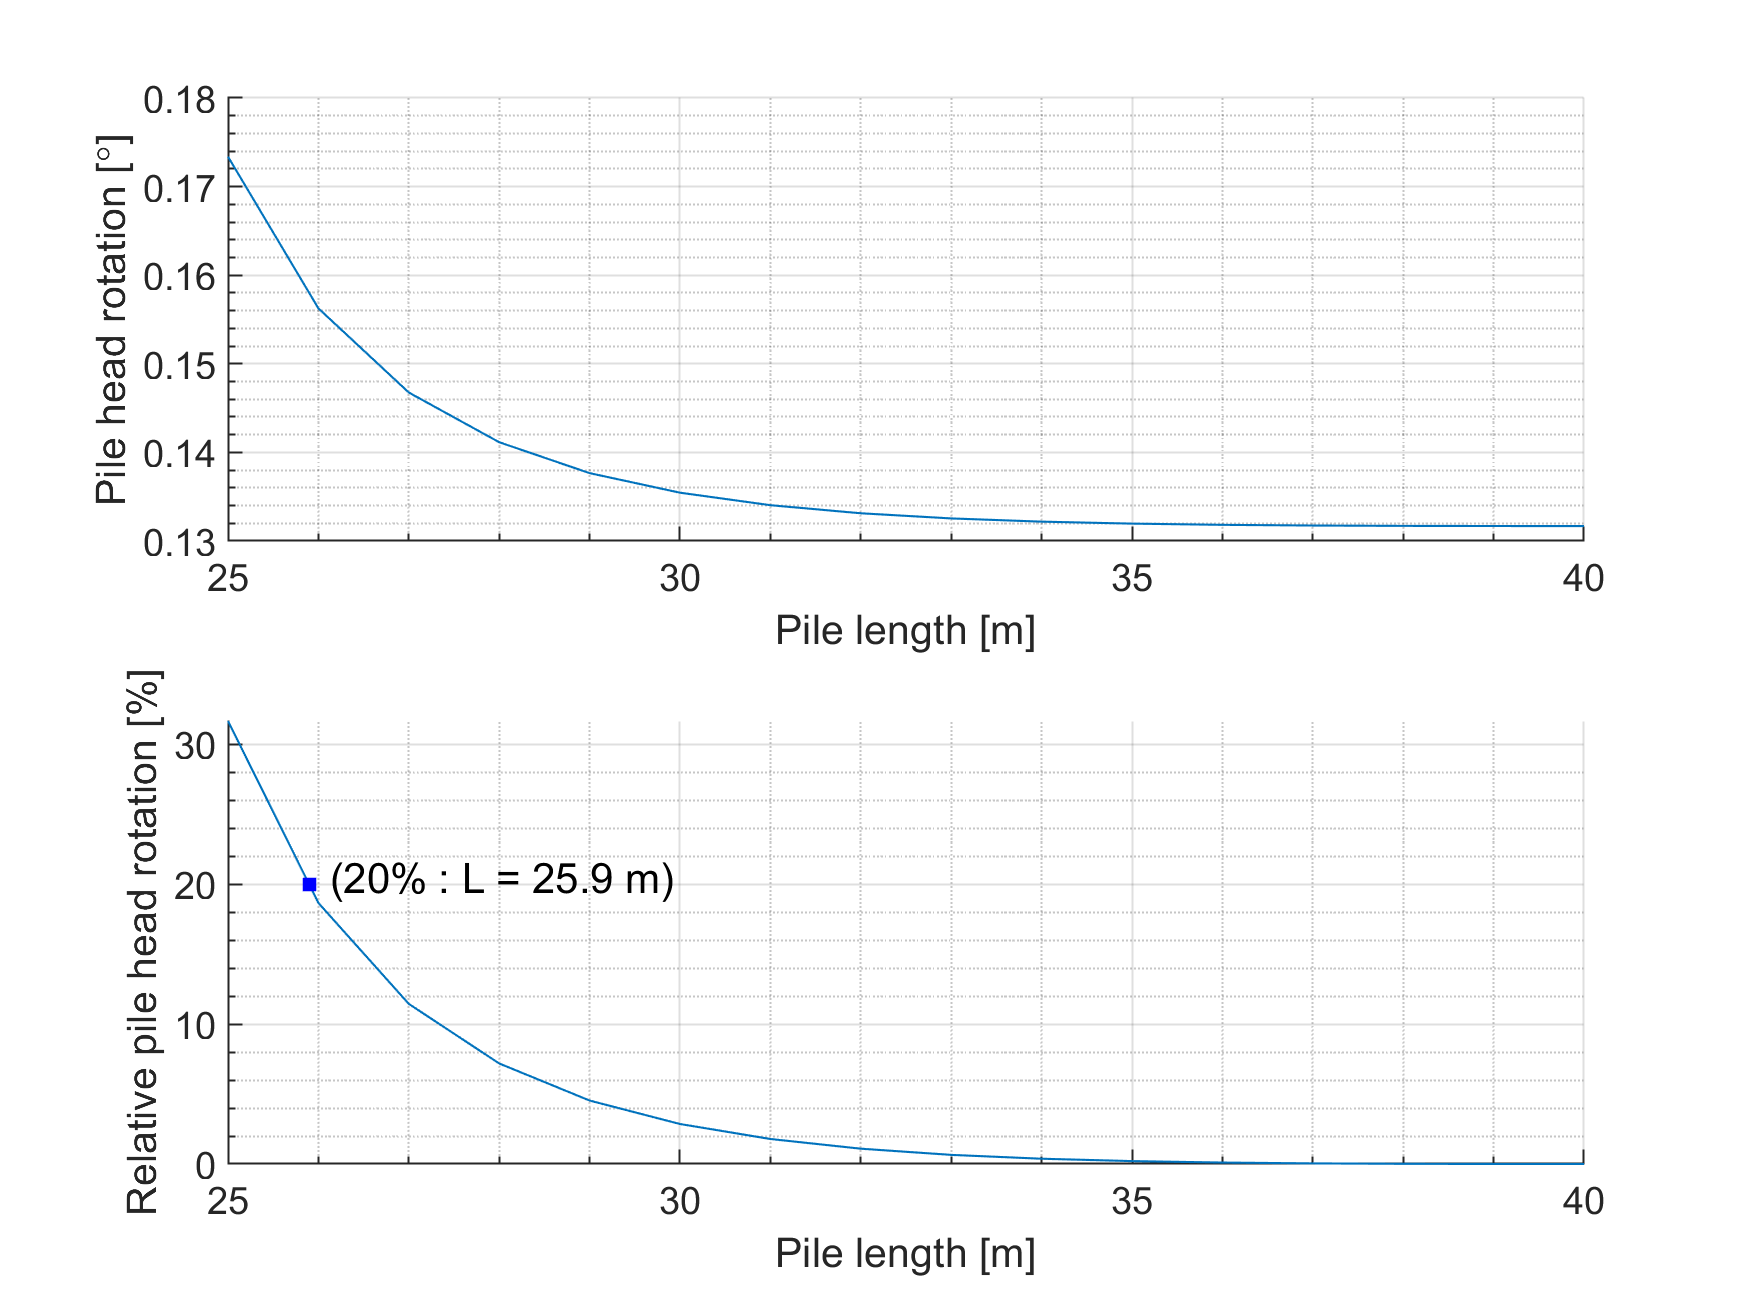 Pile head rotation [°]
0.18
0.17
0.16
0.15
0.14
0.13
25 30 35 40
Pile length [m]
Relative pile head rotation [%]
30
20
10
0
(20% : L = 25.9 m)
25 30 35 40
Pile length [m]